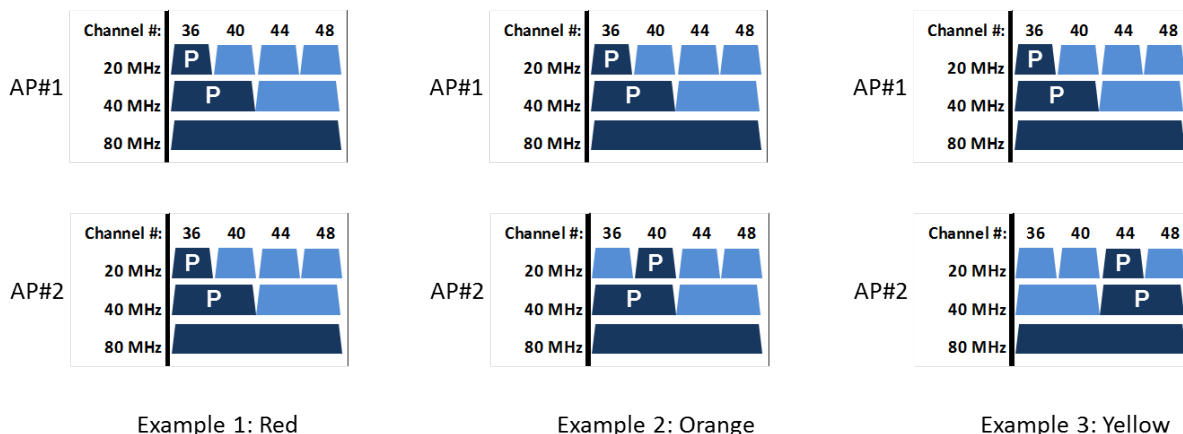 Channel #: 36 40 44 48
P
20 MHz
AP#1
P
40 MHz
80 MHz
Channel #: 36 40 44 48
P
20 MHz
AP#1
P
40 MHz
80 MHz
Channel #: 36 40 44 48
P
20 MHz
AP#1
P
40 MHz
80 MHz
Channel #: 36 40 44 48
P
20 MHz
AP#2
P
40 MHz
80 MHz
Channel #: 36 40 44 48
P
20 MHz
AP#2
P
40 MHz
80 MHz
Channel #: 36 40 44 48
P
20 MHz
AP#2
P
40 MHz
80 MHz
Example 1: Red
Example 2: Orange
Example 3: Yellow